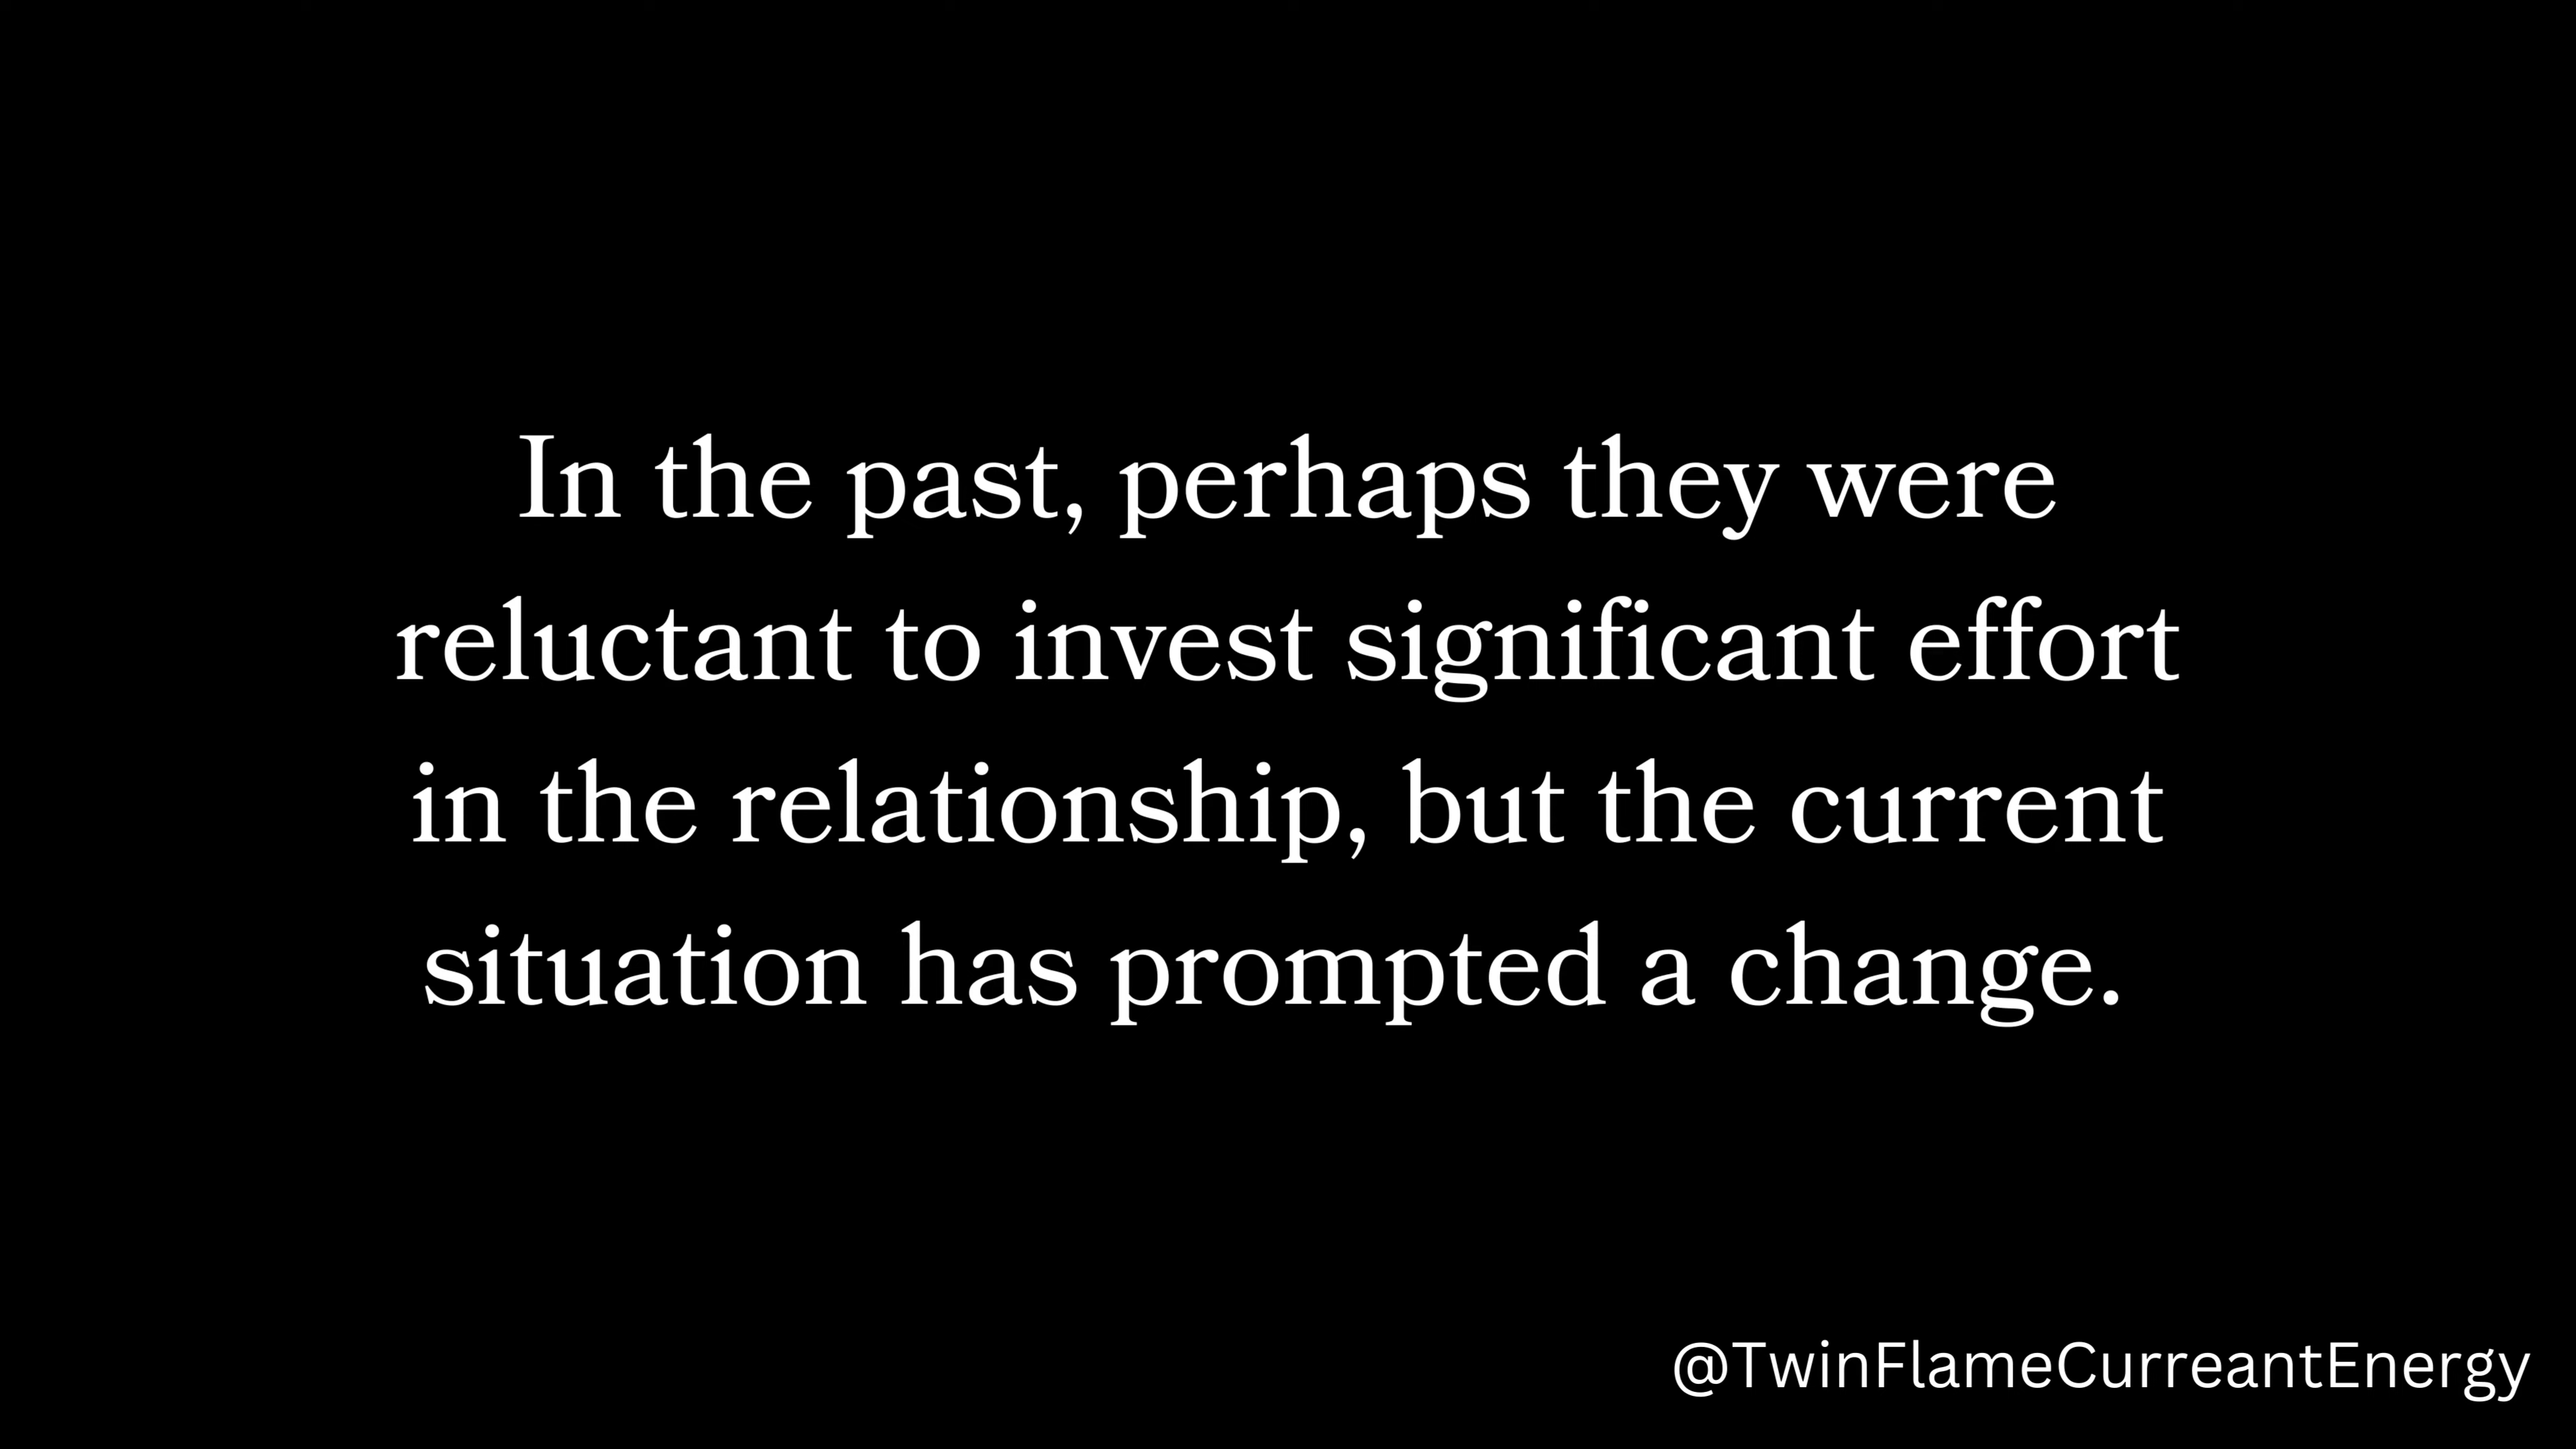 In the past, perhaps they were
reluctant to invest significant effort
in the relationship, but the current
situation has prompted a change.
@TwinFlameCurreantEnergy